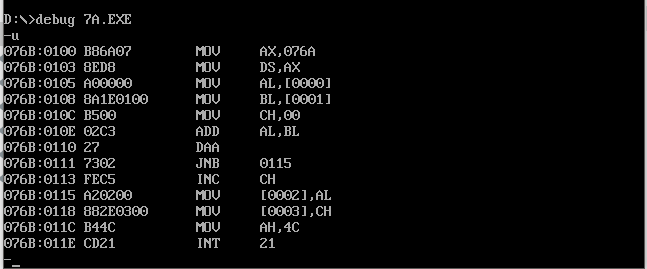 D:\>debug 7A.EXE
-u
076B:0100 B86A07 MOV AX,076A
076B:0103 8ED8 MOV DS,AX
076B:0105 A00000 MOV AL,[0000]
076B:0108 8A1E0100 MOV BL,[0001]
076B:010C B500 MOV CH,00
076B:010E 02C3 ADD AL,BL
076B:0110 27 DAA
076B:0111 7302 JNB 0115
076B:0113 FEC5 INC CH
076B:0115 A20200 MOV [0002],AL
076B:0118 882E0300 MOV [0003],CH
076B:011C B44C MOV AH,4C
076B:011E CD21 INT 21
-_